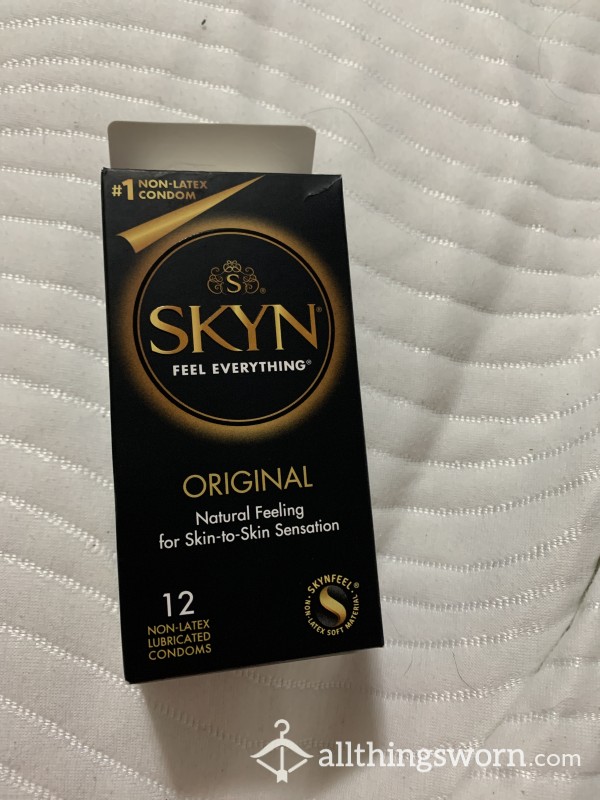 #1 NON-LATEX
CONDOM
S
SKYN®
FEEL EVERYTHING®
ORIGINAL
Natural Feeling
for Skin-to-Skin Sensation
12
NON-LATEX
LUBRICATED
CONDOMS
SKYNFEEL®
S
NON-LATEX SOFT MATERIAL
allthingsworn.com